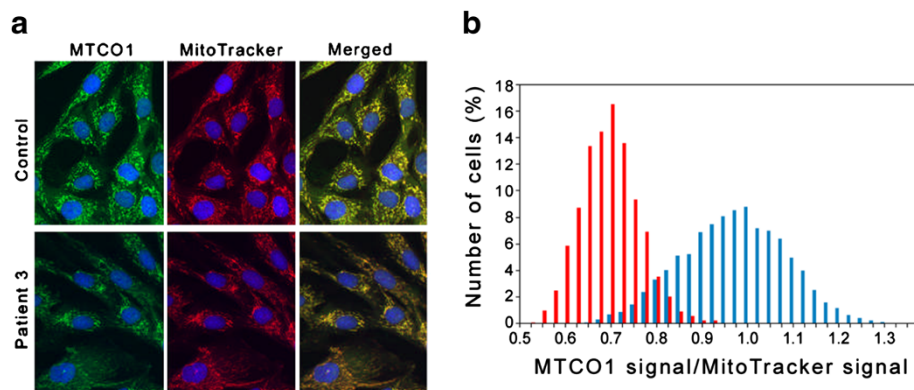 a
MTCO1 MitoTracker Merged
Control
Patient 3
b
Number of cells (%)
18
16
14
12
10
8
6
4
2
0
0.5 0.6 0.7 0.8 0.9 1.0 1.1 1.2 1.3
MTCO1 signal/MitoTracker signal